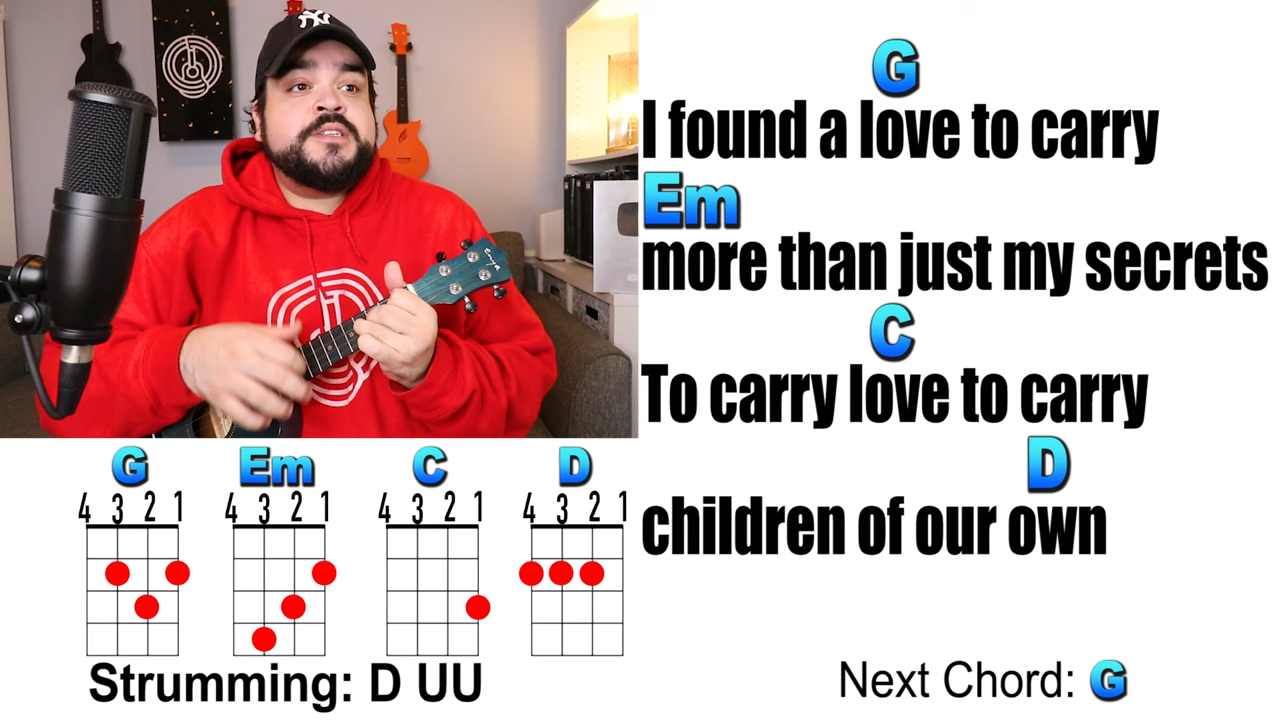 G
I found a love to carry
Em
more than just my secrets
C
To carry love to carry
D
children of our own
G Em C D
4 3 2 1 4 3 2 1 4 3 2 1 4 3 2 1
Strumming: D UU
Next Chord: G
NY
enya